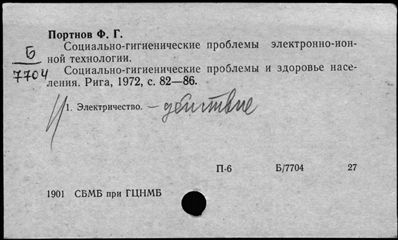 Портнов Ф. Г.
Б
7704
Социально-гигиенические проблемы электронно-ион-
ной технологии.
Социально-гигиенические проблемы и здоровье насе-
ления. Рига, 1972, с. 82—86.
1. Электричество. — действие
П-6 Б/7704 27
1901 СБМБ при ГЦНМБ